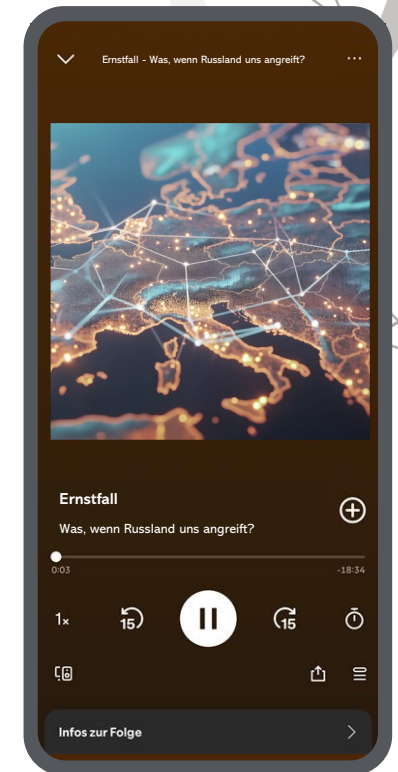 Ernstfall - Was, wenn Russland uns angreift?
Ernstfall
Was, wenn Russland uns angreift?
0:03
-18:34
1x
15
15
Infos zur Folge